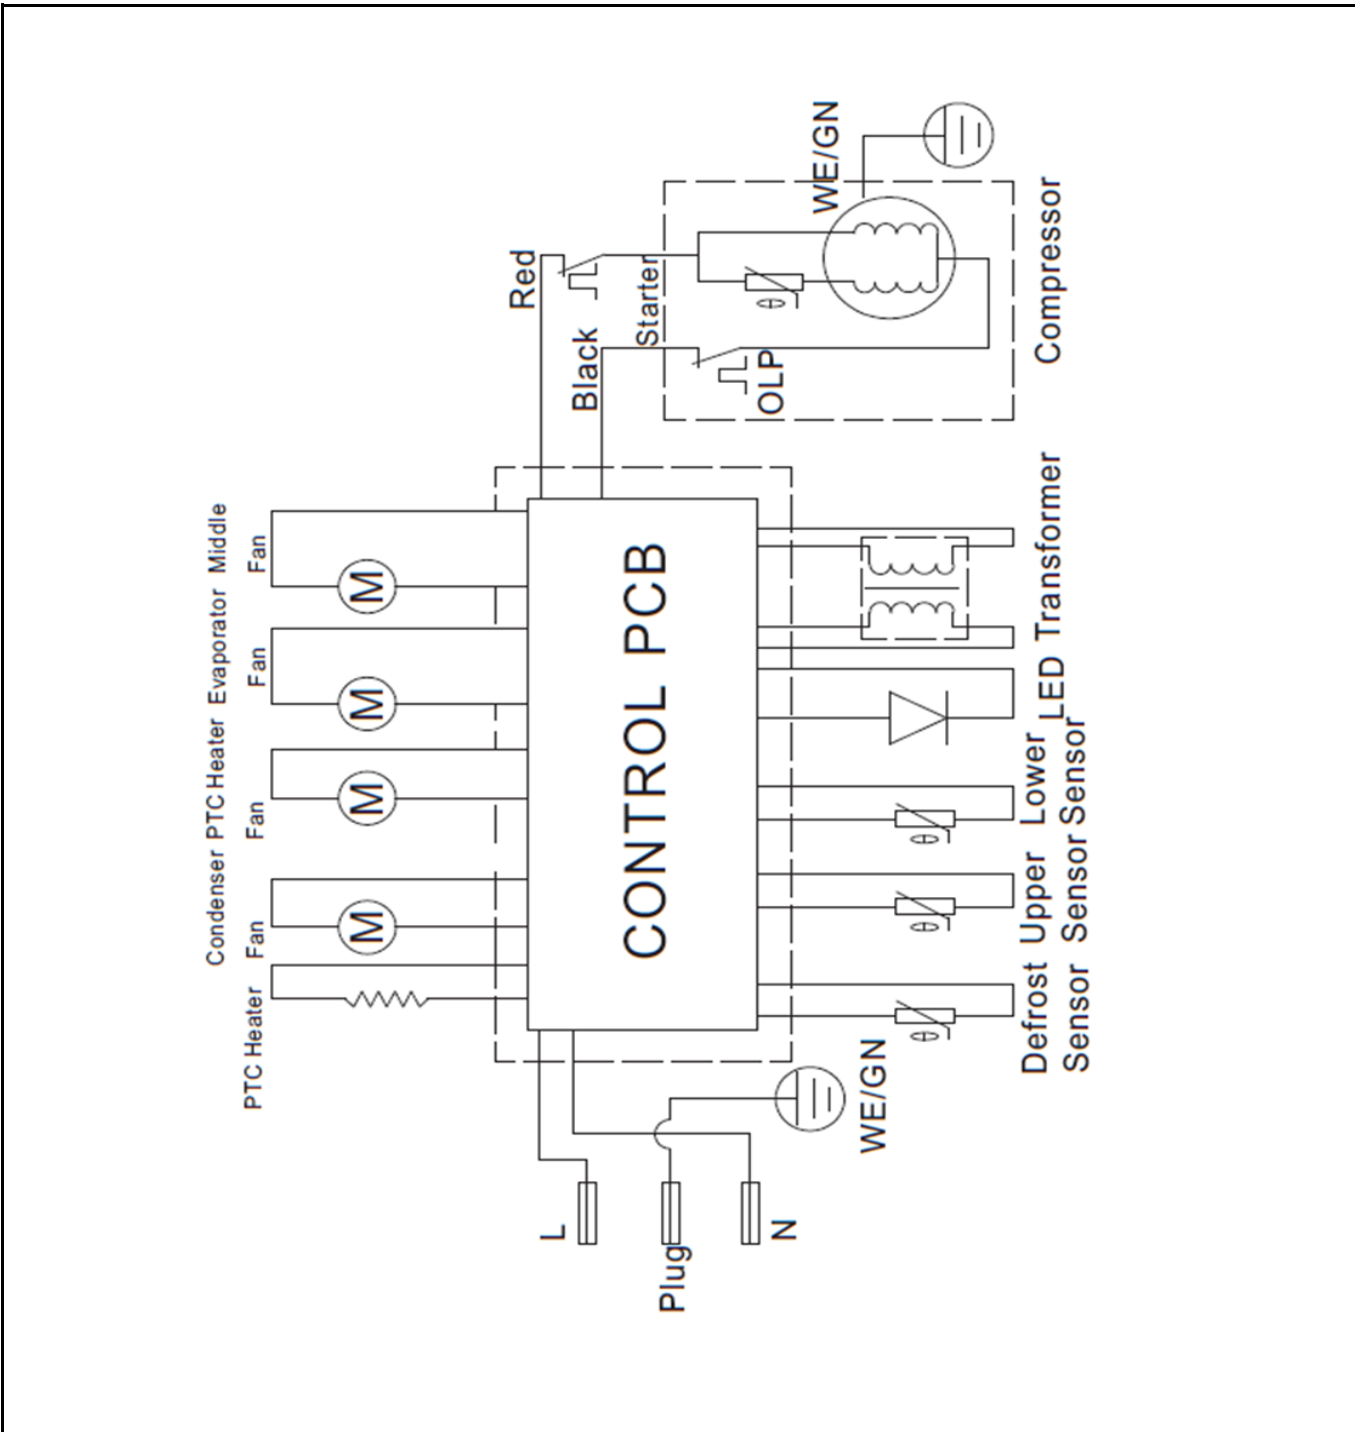 Condenser PTC Heater Evaporator Middle
PTC Heater Fan Fan Fan Fan
M M M M
Red
L
Black
CONTROL PCB
Starter
Plug
OLP
N
WE/GN
WE/GN
Defrost Upper Lower LED Transformer Compressor
Sensor Sensor Sensor